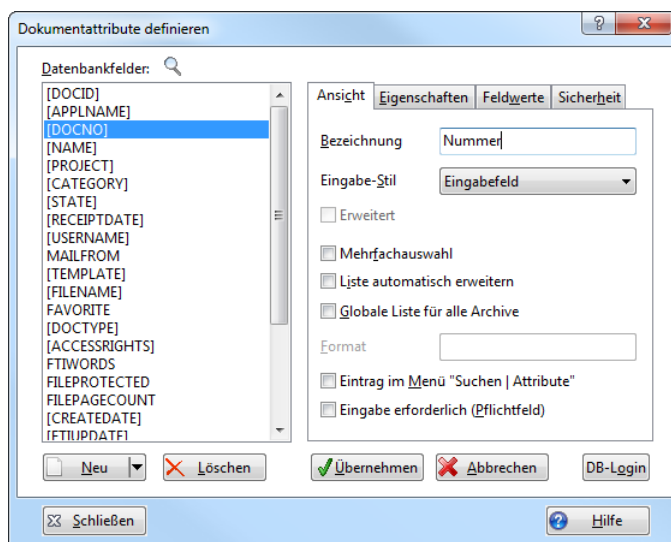 Dokumentattribute definieren
Datenbankfelder:
[DOCID]
[APPLNAME]
[DOCNO]
[NAME]
[PROJECT]
[CATEGORY]
[STATE]
[RECEIPTDATE]
[USERNAME]
MAILFROM
[TEMPLATE]
[FILENAME]
FAVORITE
[DOCTYPE]
[ACCESSRIGHTS]
FTIWORDS
FILEPROTECTED
FILEPAGECOUNT
[CREATEDATE]
[FTIUPDATE]
Ansicht Eigenschaften Feldwerte Sicherheit
Bezeichnung Nummer
Eingabe-Stil Eingabefeld
Erweitert
Mehrfachauswahl
Liste automatisch erweitern
Globale Liste für alle Archive
Format
Eintrag im Menü "Suchen | Attribute"
Eingabe erforderlich (Pflichtfeld)
Neu Löschen Übernehmen Abbrechen DB-Login
Schließen Hilfe